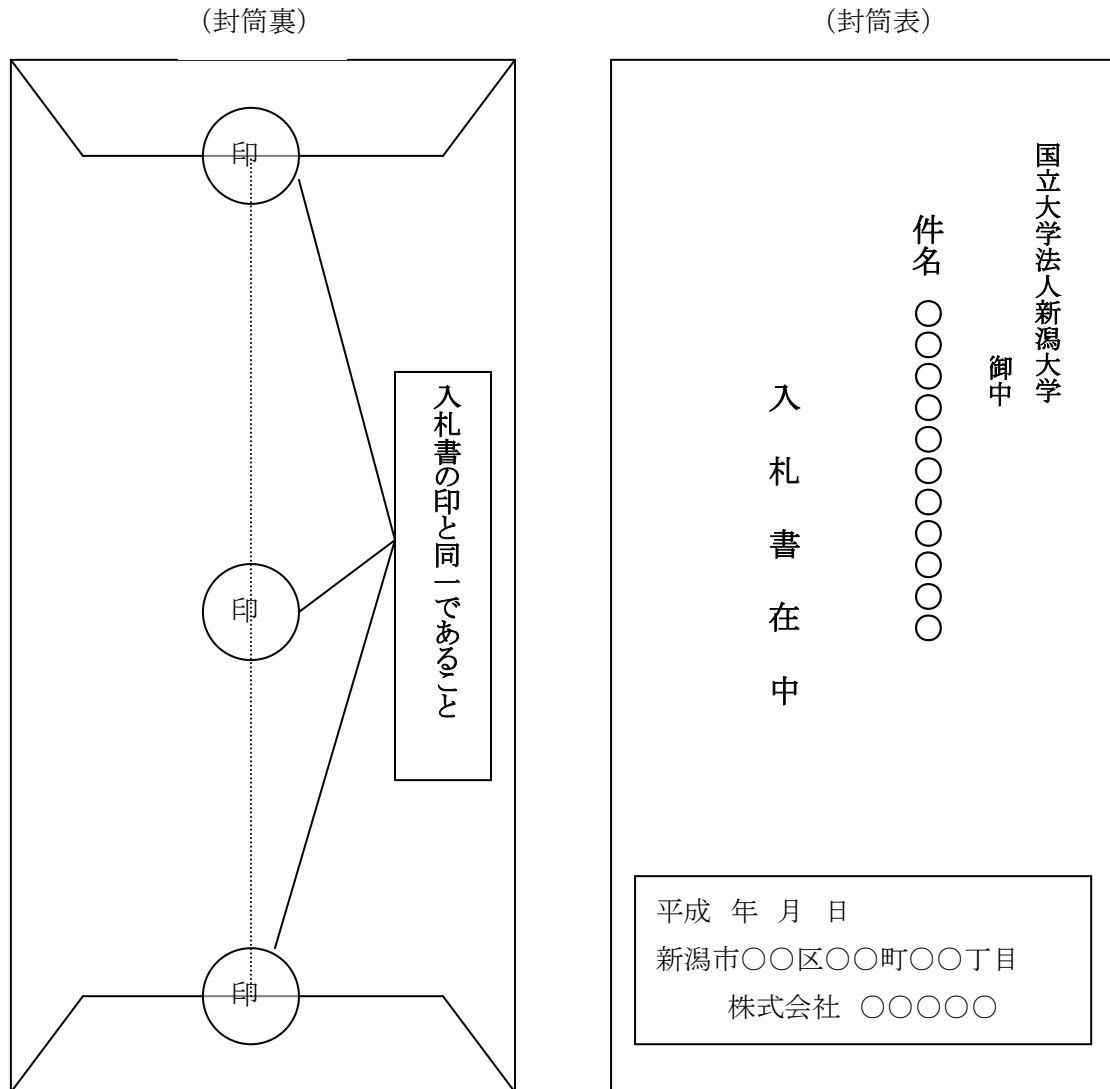 （封筒裏）
印
印
印
入札書の印と同一であること
（封筒表）
国立大学法人新潟大学
御中
件名 〇〇〇〇〇〇〇〇〇〇〇
入札書在中
平成 年 月 日
新潟市○○区○○町○○丁目
株式会社 ○○○○○